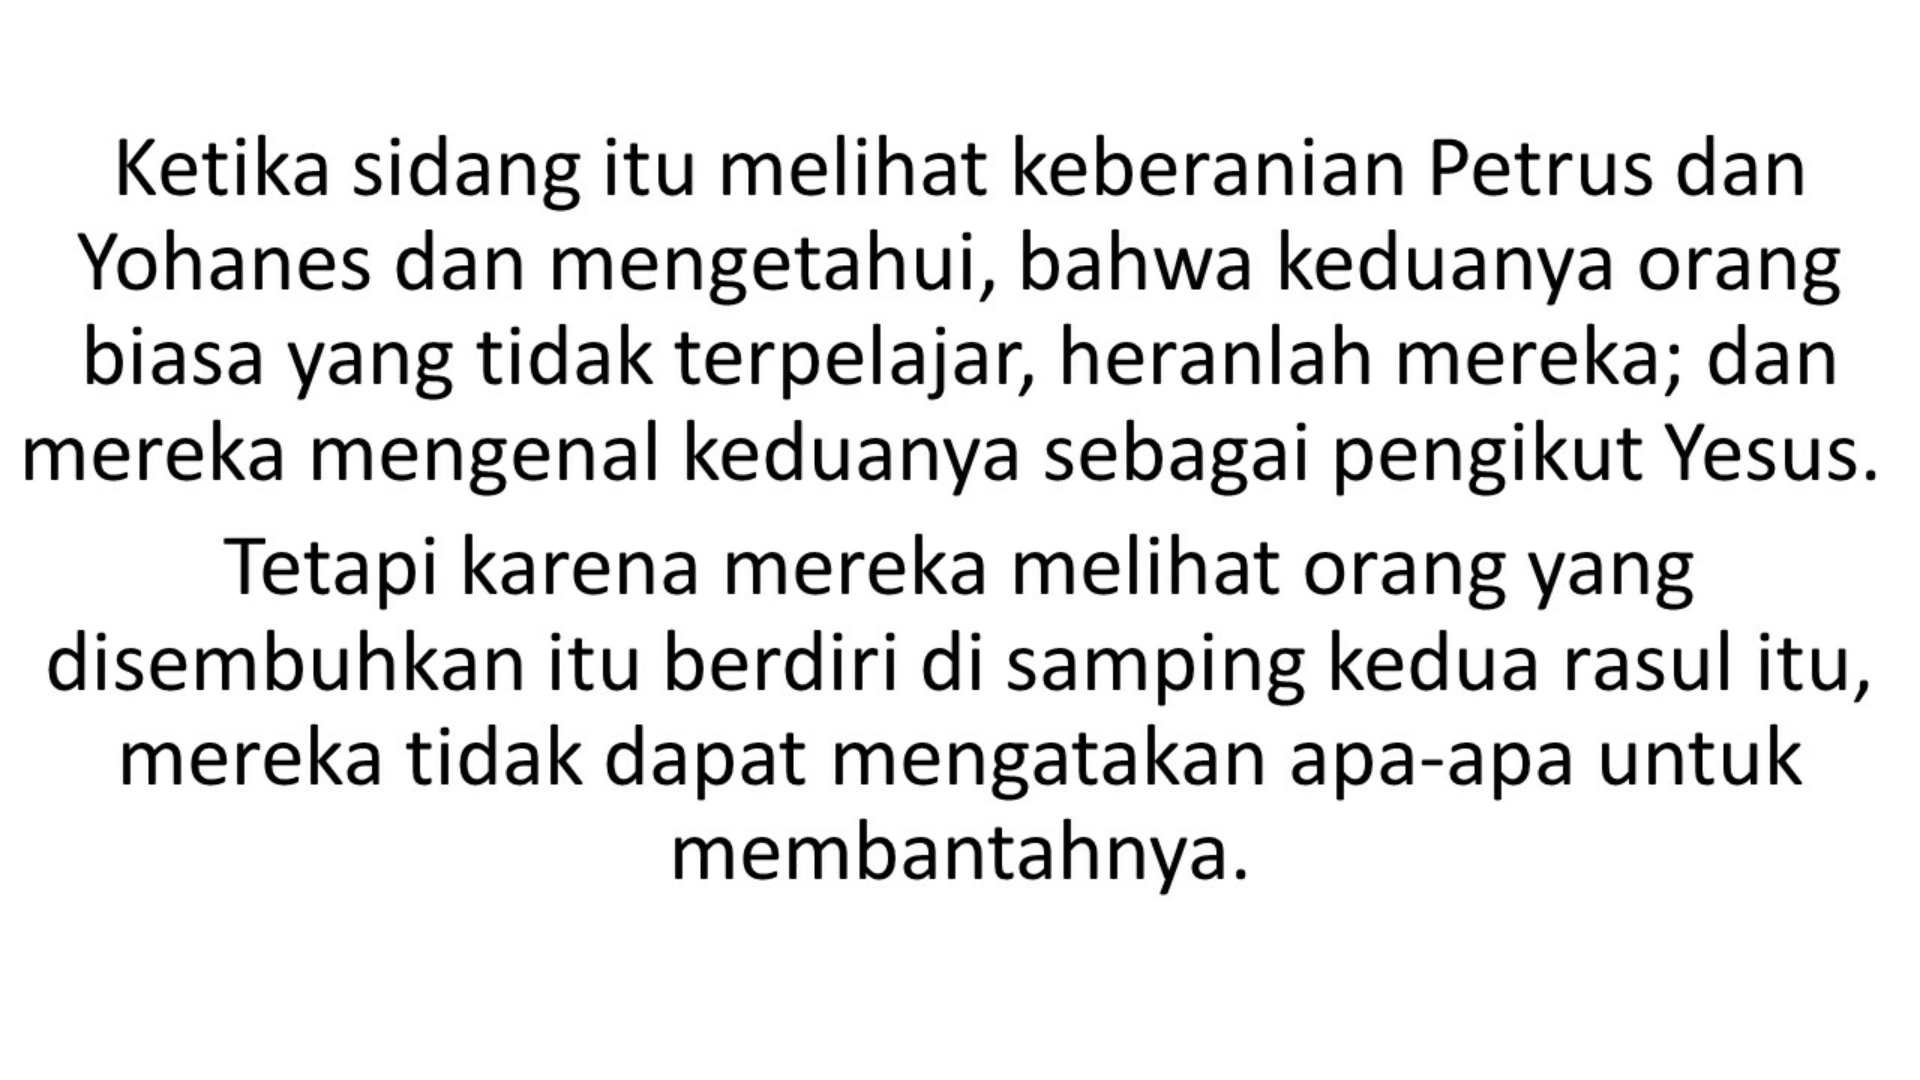 Ketika sidang itu melihat keberanian Petrus dan
Yohanes dan mengetahui, bahwa keduanya orang
biasa yang tidak terpelajar, heranlah mereka; dan
mereka mengenal keduanya sebagai pengikut Yesus.
Tetapi karena mereka melihat orang yang
disembuhkan itu berdiri di samping kedua rasul itu,
mereka tidak dapat mengatakan apa-apa untuk
membantahnya.